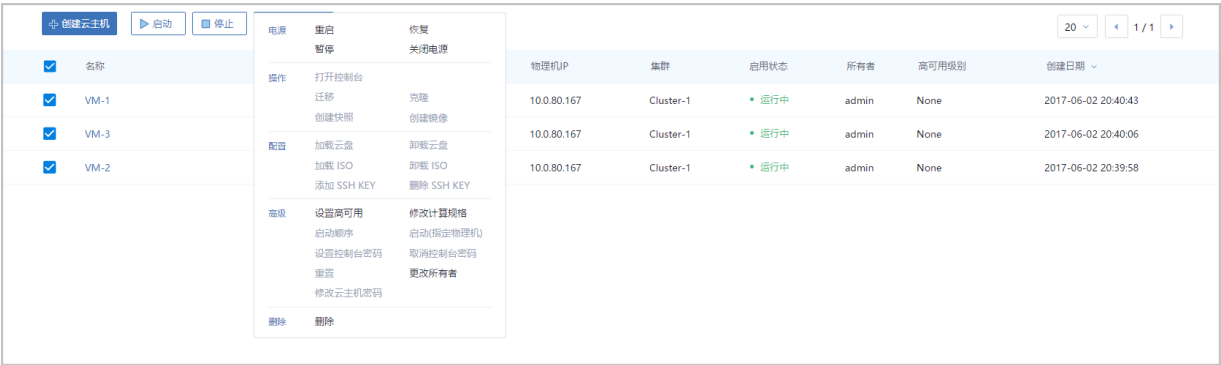 创建云主机 启动 停止 20 1 / 1
名称 物理机IP 集群 启用状态 所有者 高可用级别 创建日期
VM-1 10.0.80.167 Cluster-1 运行中 admin None 2017-06-02 20:40:43
VM-3 10.0.80.167 Cluster-1 运行中 admin None 2017-06-02 20:40:06
VM-2 10.0.80.167 Cluster-1 运行中 admin None 2017-06-02 20:39:58
电源 重启 恢复
暂停 关闭电源
操作 打开控制台
迁移 克隆
创建快照 创建镜像
配置 加载云盘 卸载云盘
加载 ISO 卸载 ISO
添加 SSH KEY 删除 SSH KEY
高级 设置高可用 修改计算规格
启动顺序 启动(指定物理机)
设置控制台密码 取消控制台密码
重置 更改所有者
修改云主机密码
删除 删除